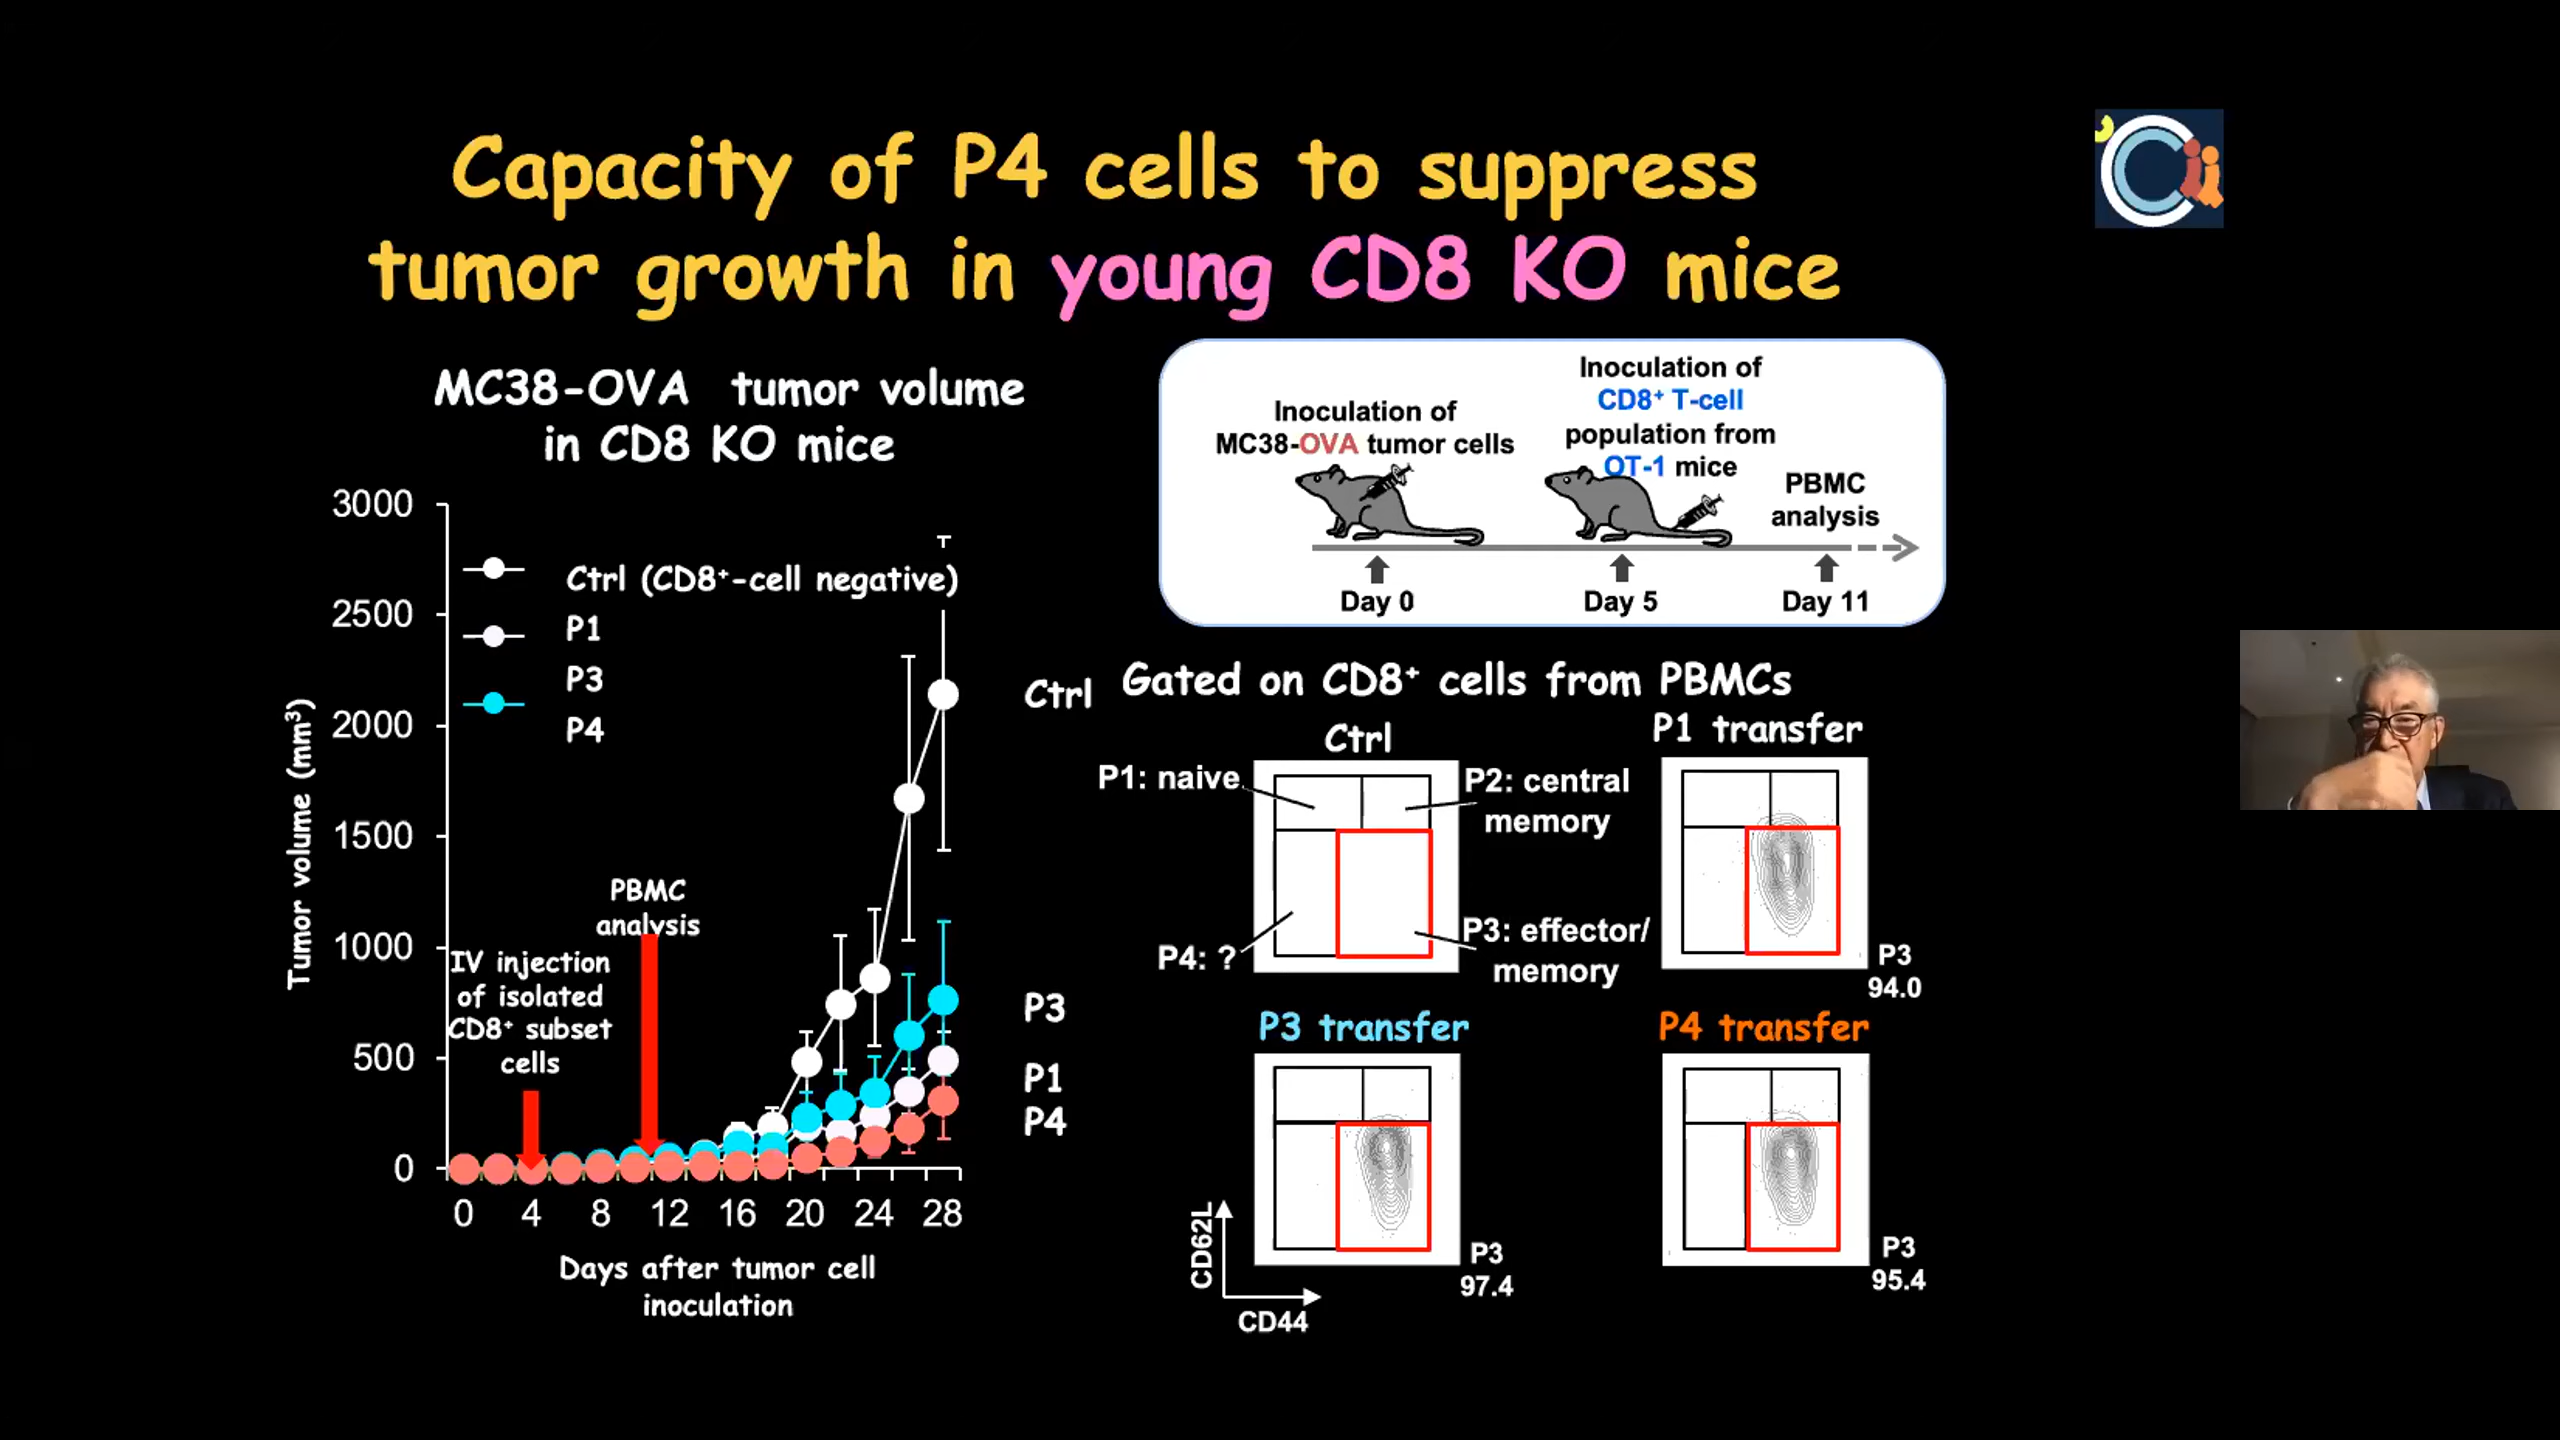 Capacity of P4 cells to suppress
tumor growth in young CD8 KO mice
MC38-OVA tumor volume
in CD8 KO mice
3000
2500
2000
1500
1000
500
0
Tumor volume (mm³)
Ctrl (CD8⁺-cell negative)
P1
P3
P4
PBMC
analysis
IV injection
of isolated
CD8⁺ subset
cells
Ctrl
P3
P1
P4
0 4 8 12 16 20 24 28
Days after tumor cell
inoculation
Inoculation of
MC38-OVA tumor cells
Inoculation of
CD8⁺ T-cell
population from
OT-1 mice
PBMC
analysis
Day 0
Day 5
Day 11
Gated on CD8⁺ cells from PBMCs
Ctrl
P1: naive
P2: central
memory
P4: ?
P3: effector/
memory
P1 transfer
P3
94.0
P3 transfer
P3
97.4
P4 transfer
P3
95.4
CD62L
CD44